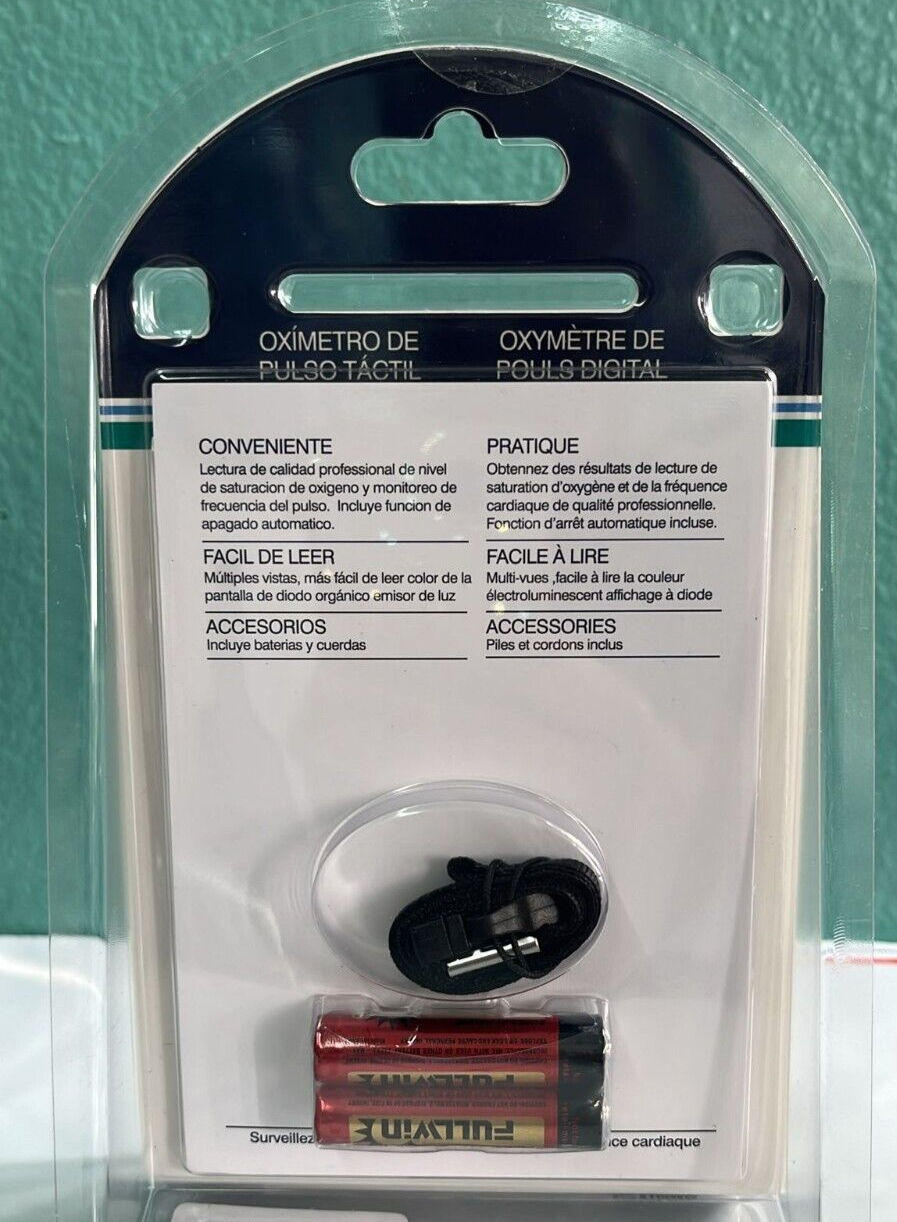 OXÍMETRO DE
PULSO TÁCTIL
OXYMÈTRE DE
POULS DIGITAL
CONVENIENTE
Lectura de calidad professional de nivel
de saturacion de oxigeno y monitoreo de
frecuencia del pulso. Incluye funcion de
apagado automatico.
FACIL DE LEER
Múltiples vistas, más fácil de leer color de la
pantalla de diodo orgánico emisor de luz
ACCESORIOS
Incluye baterias y cuerdas
PRATIQUE
Obtennez des résultats de lecture de
saturation d'oxygène et de la fréquence
cardiaque de qualité professionnelle.
Fonction d'arrêt automatique incluse.
FACILE À LIRE
Multi-vues ,facile à lire la couleur
électroluminescent affichage à diode
ACCESSORIES
Piles et cordons inclus
FULLWiN
FULLWiN
Surveillez
ce cardiaque